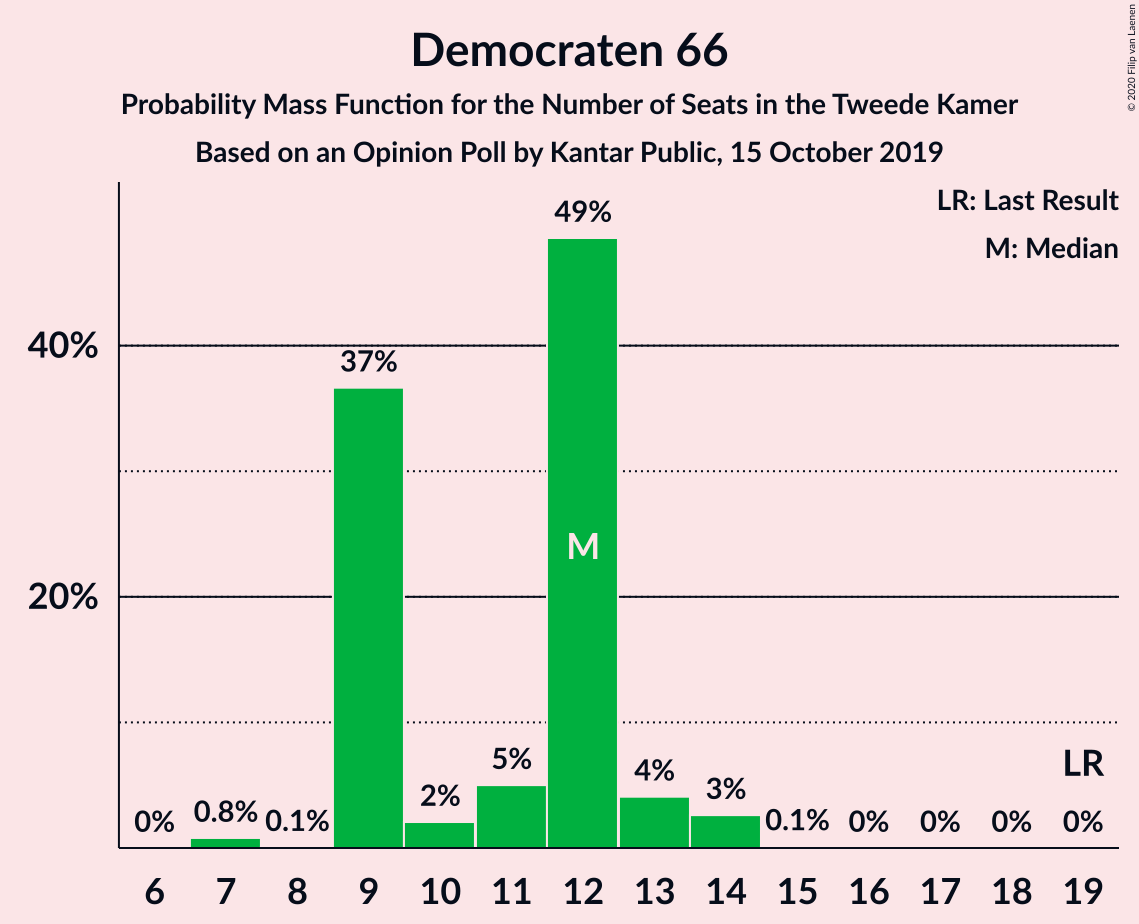 Democraten 66
Probability Mass Function for the Number of Seats in the Tweede Kamer
Based on an Opinion Poll by Kantar Public, 15 October 2019
© 2020 Filip van Laenen
LR: Last Result
M: Median
49%
40%
37%
M
20%
LR
0% 0.8% 0.1% 2% 5% 4% 3% 0.1% 0% 0% 0% 0%
6 7 8 9 10 11 12 13 14 15 16 17 18 19